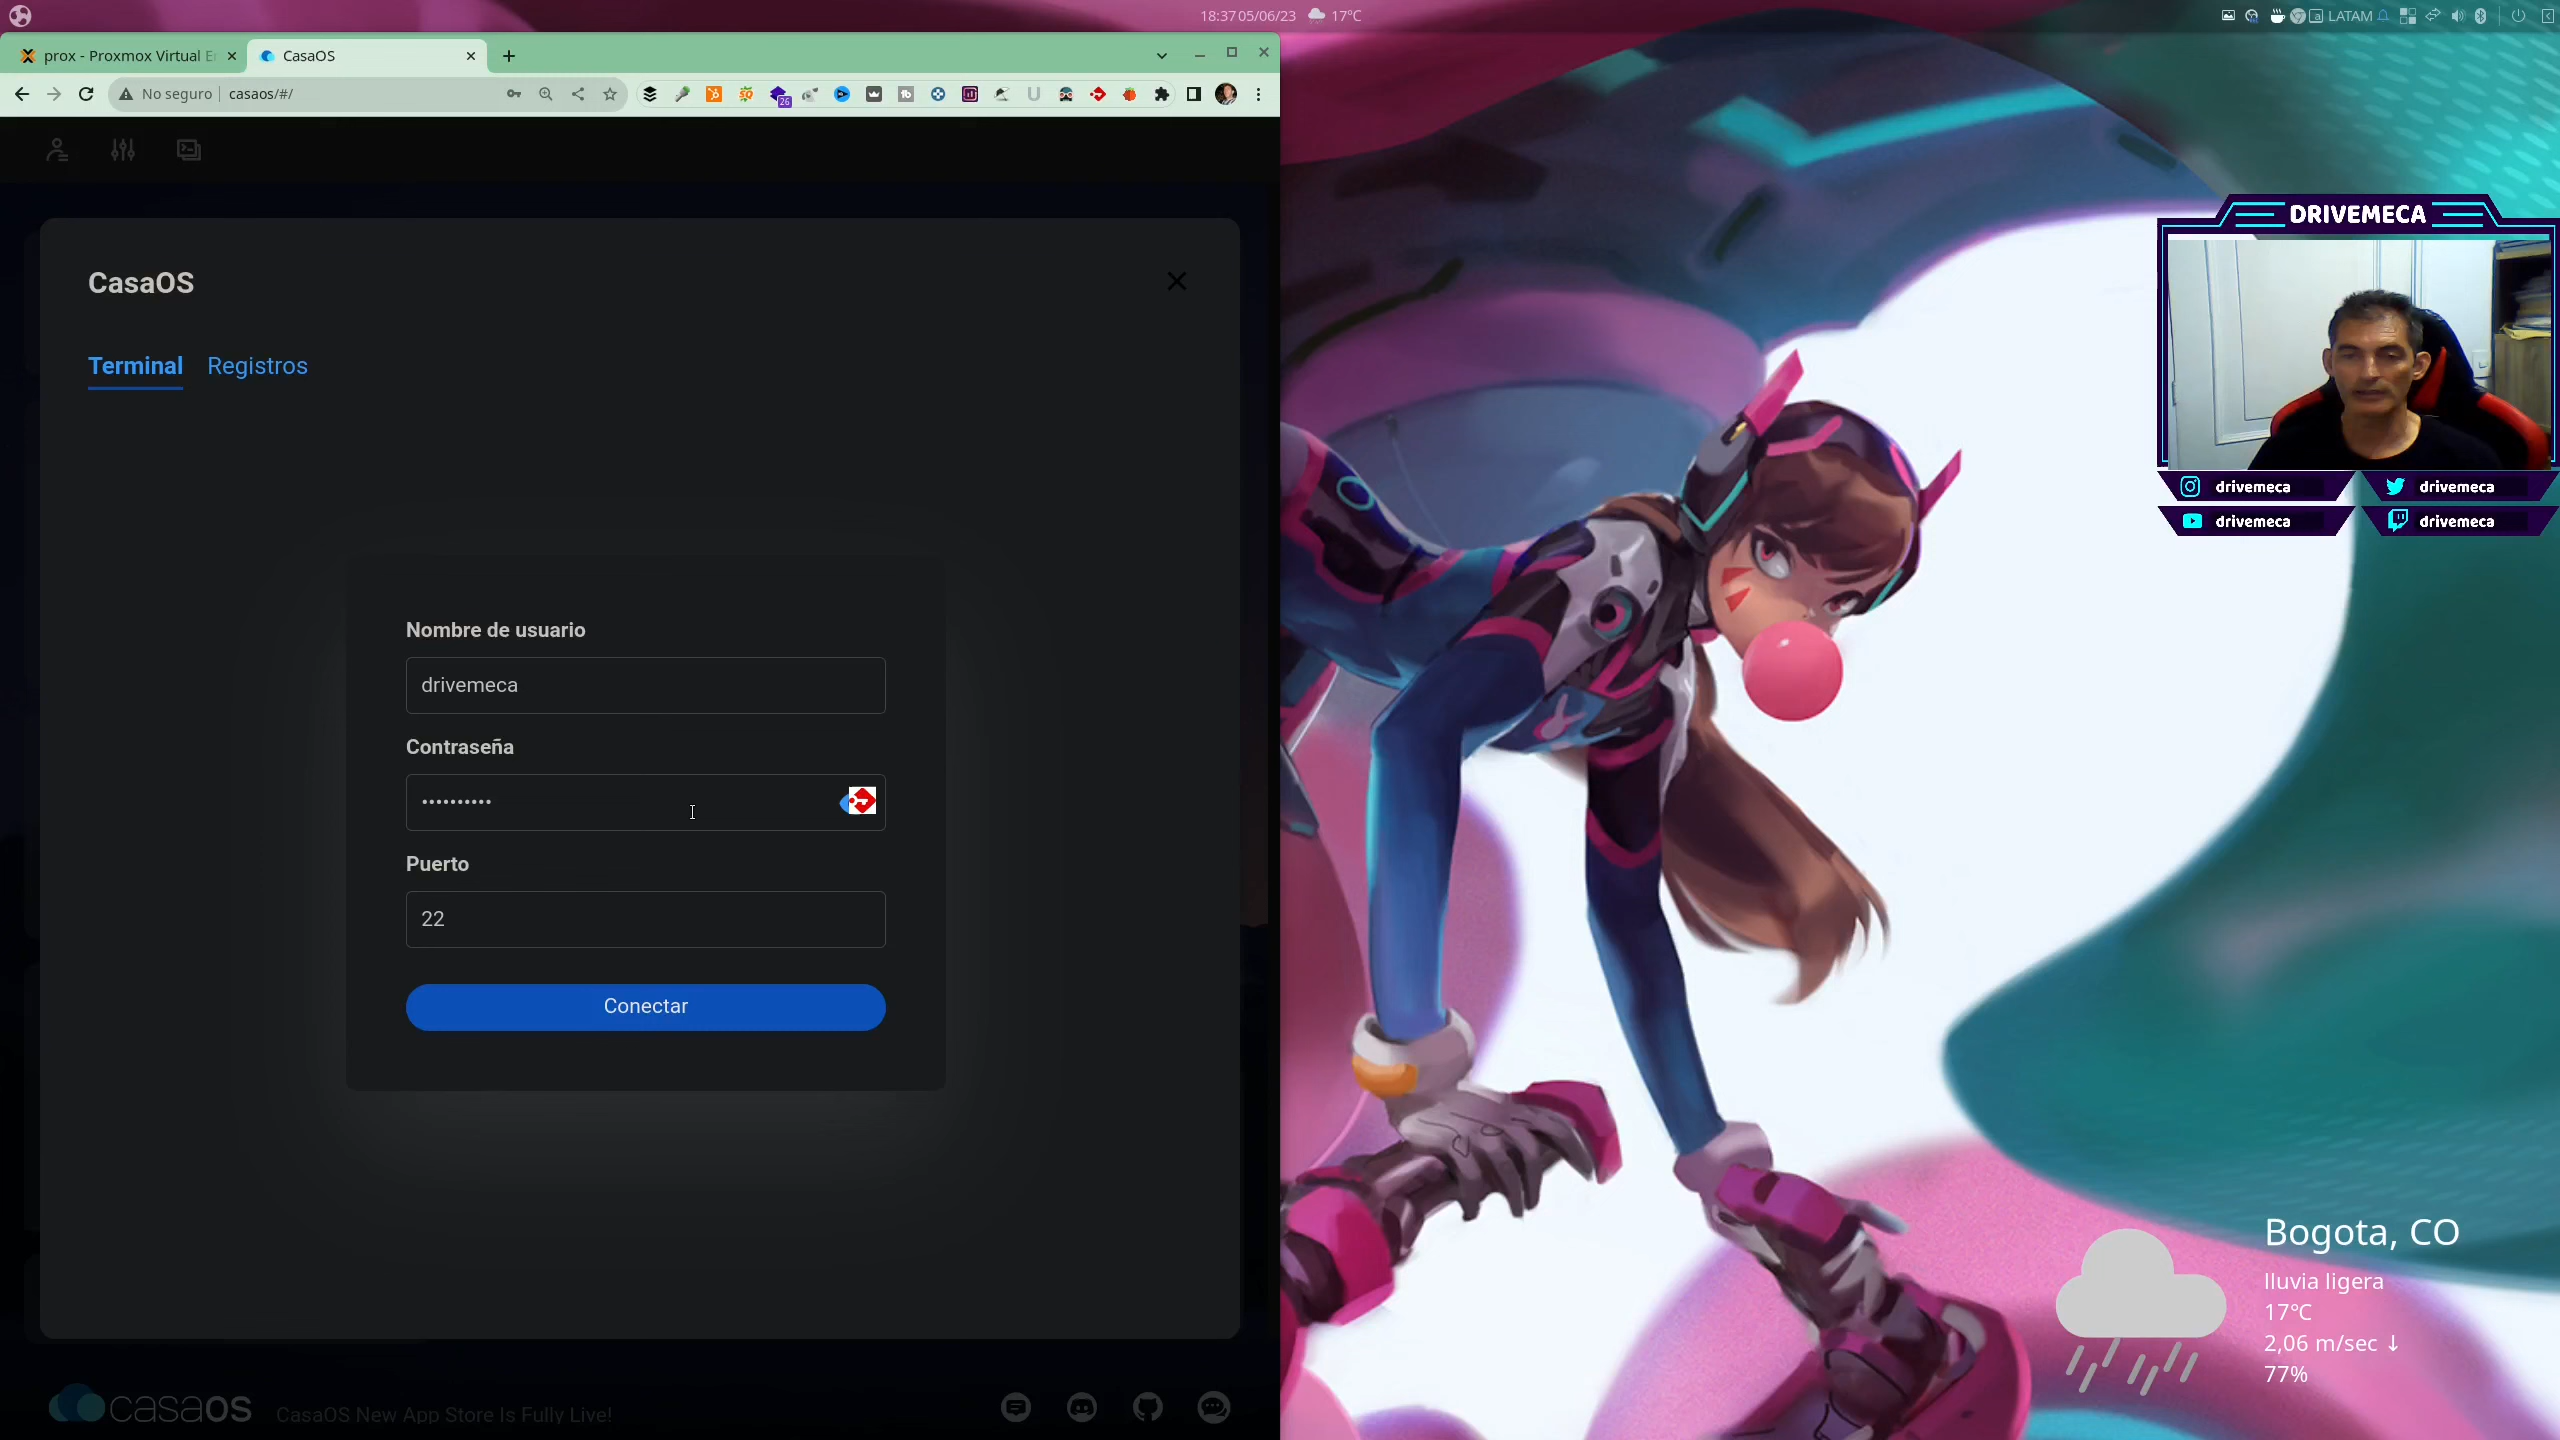 18:37 05/06/23 17°C
LATAM
prox - Proxmox Virtual E
CasaOS
No seguro casaos/#/
26
CasaOS
Terminal Registros
Nombre de usuario
drivemeca
Contraseña
••••••••••
Puerto
22
Conectar
casaos CasaOS New App Store Is Fully Live!
DRIVEMECA
drivemeca drivemeca
drivemeca drivemeca
Bogota, CO
lluvia ligera
17°C
2,06 m/sec ↓
77%